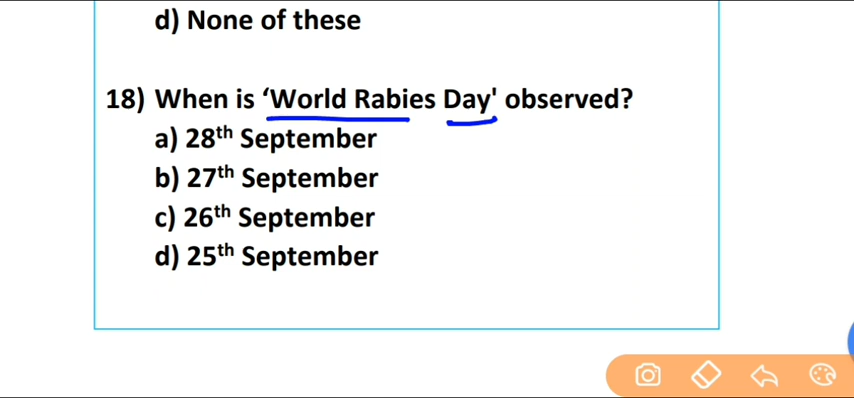 d) None of these
18) When is ‘World Rabies Day' observed?
a) 28th September
b) 27th September
c) 26th September
d) 25th September